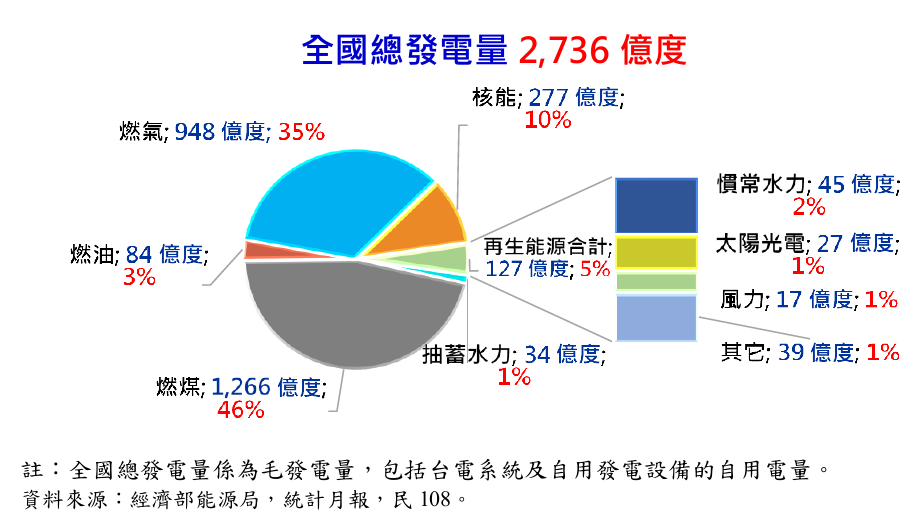 全國總發電量 2,736 億度
核能; 277 億度;
10%
燃氣; 948 億度; 35%
慣常水力; 45 億度;
2%
燃油; 84 億度;
3%
再生能源合計;
127 億度; 5%
太陽光電; 27 億度;
1%
風力; 17 億度; 1%
抽蓄水力; 34 億度;
1%
其它; 39 億度; 1%
燃煤; 1,266 億度;
46%
註：全國總發電量係為毛發電量，包括台電系統及自用發電設備的自用電量。
資料來源：經濟部能源局，統計月報，民 108。